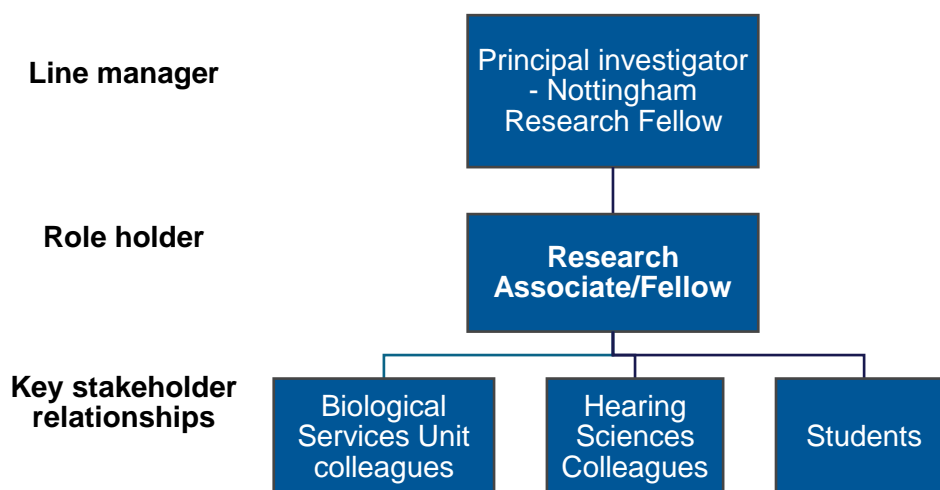 Line manager
Principal investigator
- Nottingham
Research Fellow
Role holder
Research
Associate/Fellow
Key stakeholder
relationships
Biological
Services Unit
colleagues
Hearing
Sciences
Colleagues
Students